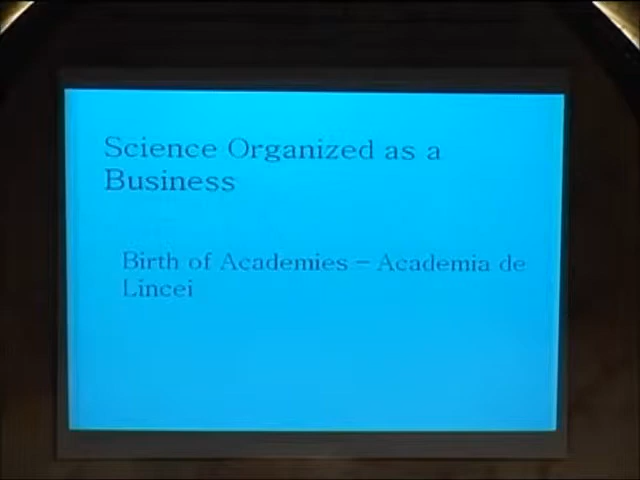 Science Organized as a
Business
Birth of Academies – Academia de
Lincei